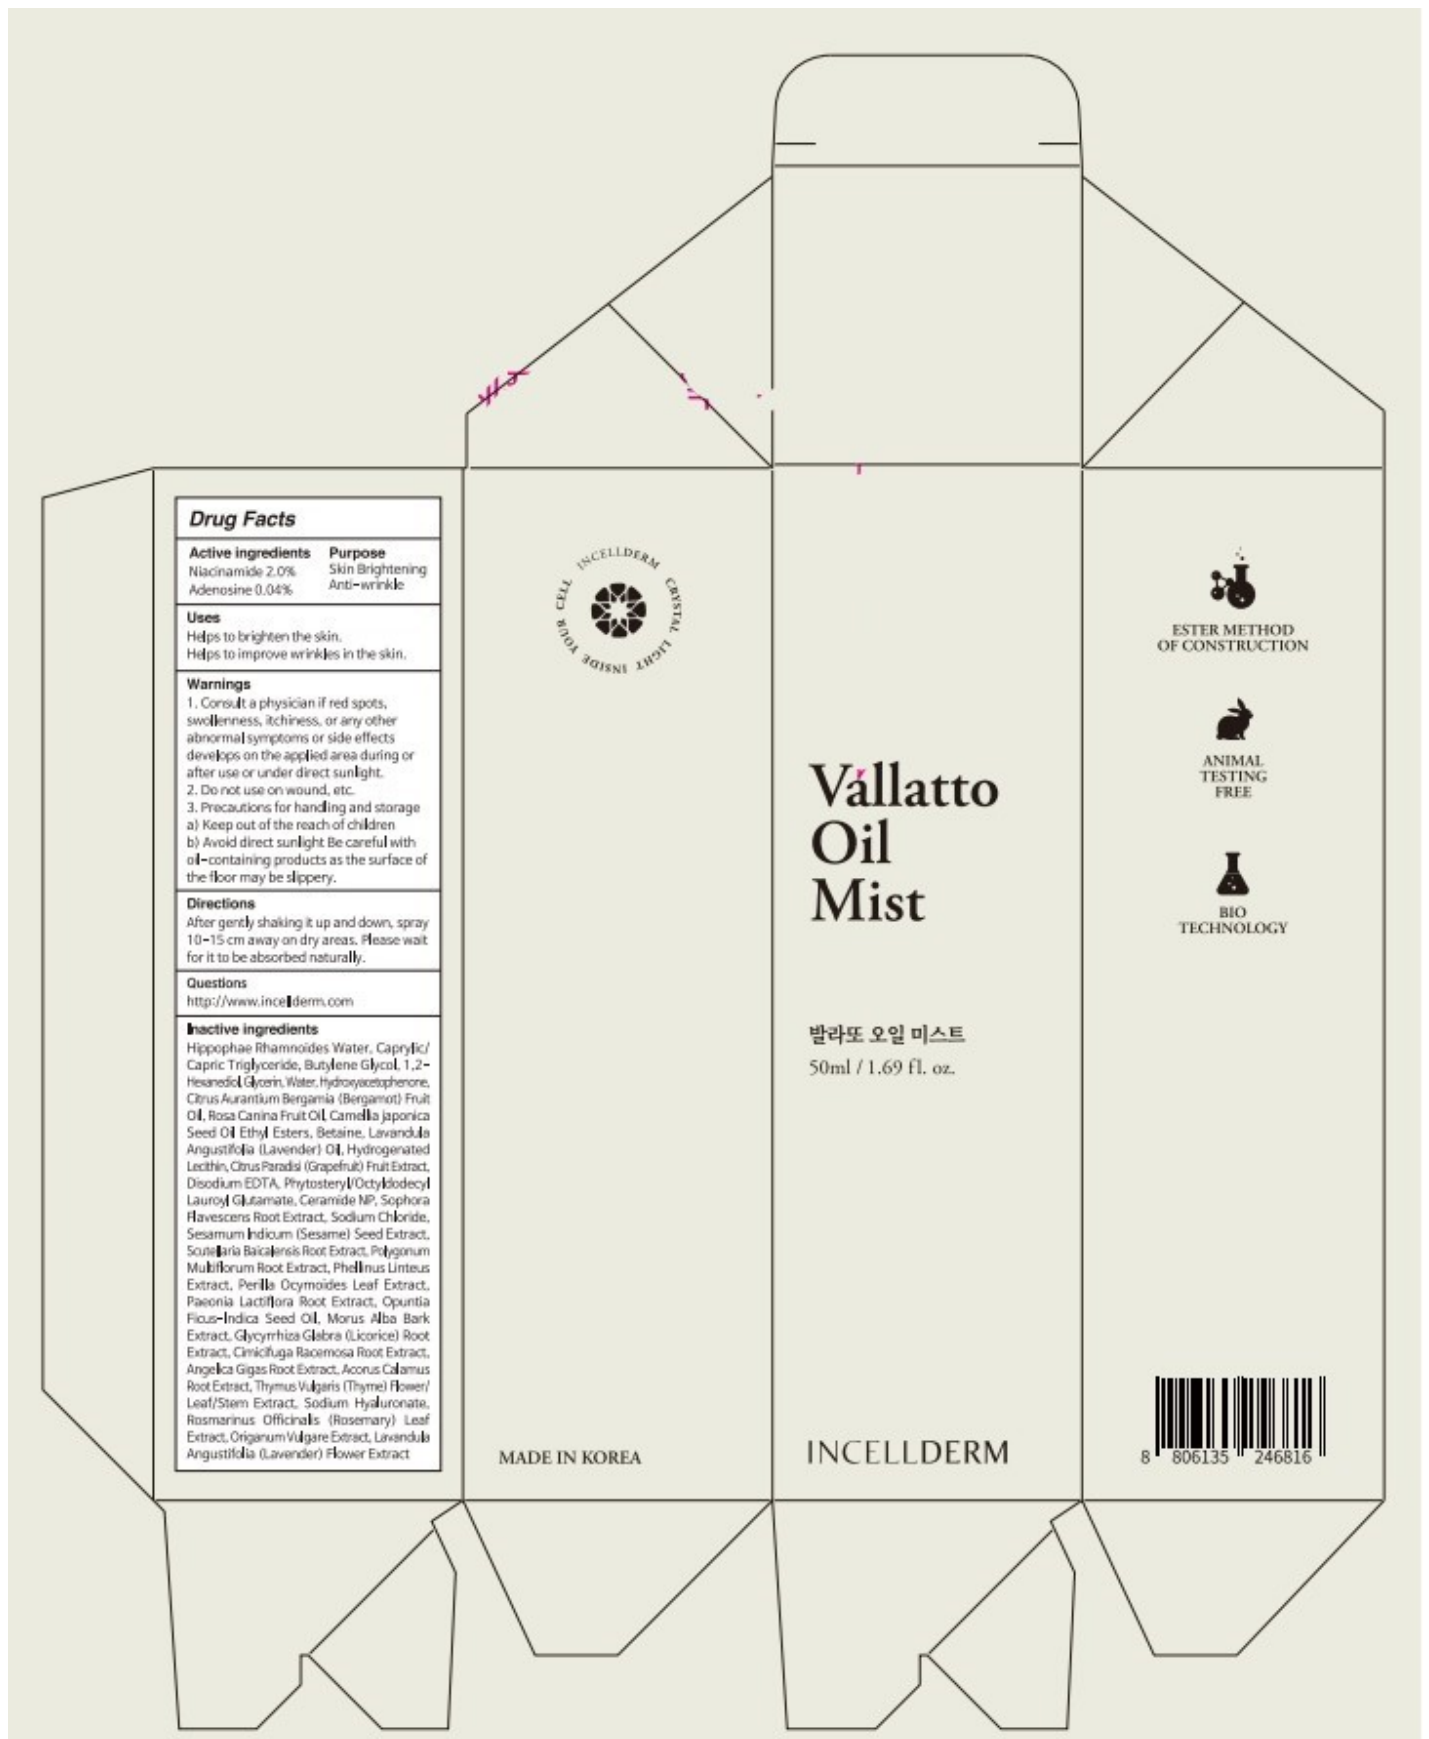 Drug Facts
Active ingredients
Niacinamide 2.0%
Adenosine 0.04%
Purpose
Skin Brightening
Anti-wrinkle
Uses
Helps to brighten the skin.
Helps to improve wrinkles in the skin.
Warnings
1. Consult a physician if red spots,
swollenness, itchiness, or any other
abnormal symptoms or side effects
develops on the applied area during or
after use or under direct sunlight.
2. Do not use on wound, etc.
3. Precautions for handling and storage
a) Keep out of the reach of children
b) Avoid direct sunlight Be careful with
oil-containing products as the surface of
the floor may be slippery.
Directions
After gently shaking it up and down, spray
10-15 cm away on dry areas. Please wait
for it to be absorbed naturally.
Questions
http://www.incellderm.com
Inactive ingredients
Hippophae Rhamnoides Water, Caprylic/
Capric Triglyceride, Butylene Glycol, 1,2-
Hexanediol, Glycerin, Water, Hydroxyacetophenone,
Citrus Aurantium Bergamia (Bergamot) Fruit
Oil, Rosa Canina Fruit Oil, Camellia japonica
Seed Oil Ethyl Esters, Betaine, Lavandula
Angustifolia (Lavender) Oil, Hydrogenated
Lecithin, Citrus Paradisi (Grapefruit) Fruit Extract,
Disodium EDTA, Phytosteryl/Octyldodecyl
Lauroyl Glutamate, Ceramide NP, Sophora
Flavescens Root Extract, Sodium Chloride,
Sesamum Indicum (Sesame) Seed Extract,
Scutellaria Baicalensis Root Extract, Polygonum
Multiflorum Root Extract, Phellinus Linteus
Extract, Perilla Ocymoides Leaf Extract,
Paeonia Lactiflora Root Extract, Opuntia
Ficus-Indica Seed Oil, Morus Alba Bark
Extract, Glycyrrhiza Glabra (Licorice) Root
Extract, Cimicifuga Racemosa Root Extract,
Angelica Gigas Root Extract, Acorus Calamus
Root Extract, Thymus Vulgaris (Thyme) Flower/
Leaf/Stem Extract, Sodium Hyaluronate,
Rosmarinus Officinalis (Rosemary) Leaf
Extract, Origanum Vulgare Extract, Lavandula
Angustifolia (Lavender) Flower Extract
INCELLDERM CRYSTAL LIGHT INSIDE YOUR CELL
MADE IN KOREA
Vallatto
Oil
Mist
발라또 오일 미스트
50ml / 1.69 fl. oz.
INCELLDERM
ESTER METHOD
OF CONSTRUCTION
ANIMAL
TESTING
FREE
BIO
TECHNOLOGY
8 806135 246816